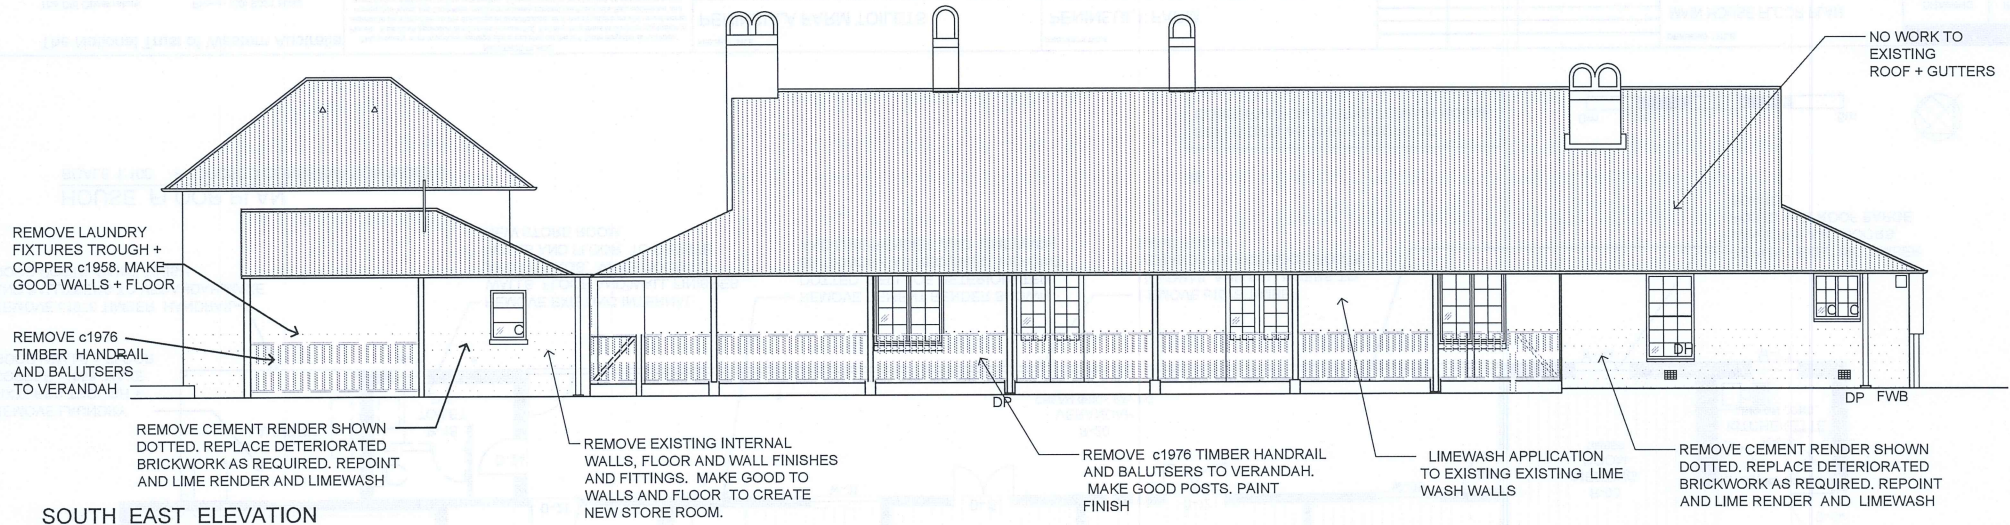 NO WORK TO
EXISTING
ROOF + GUTTERS
REMOVE LAUNDRY
FIXTURES TROUGH +
COPPER c1958. MAKE
GOOD WALLS + FLOOR
REMOVE c1976
TIMBER HANDRAIL
AND BALUTSERS
TO VERANDAH
C
C C
DH
DP
DP FWB
REMOVE CEMENT RENDER SHOWN
DOTTED. REPLACE DETERIORATED
BRICKWORK AS REQUIRED. REPOINT
AND LIME RENDER AND LIMEWASH
REMOVE EXISTING INTERNAL
WALLS, FLOOR AND WALL FINISHES
AND FITTINGS. MAKE GOOD TO
WALLS AND FLOOR TO CREATE
NEW STORE ROOM.
REMOVE c1976 TIMBER HANDRAIL
AND BALUTSERS TO VERANDAH.
MAKE GOOD POSTS. PAINT
FINISH
LIMEWASH APPLICATION
TO EXISTING EXISTING LIME
WASH WALLS
REMOVE CEMENT RENDER SHOWN
DOTTED. REPLACE DETERIORATED
BRICKWORK AS REQUIRED. REPOINT
AND LIME RENDER AND LIMEWASH
SOUTH EAST ELEVATION